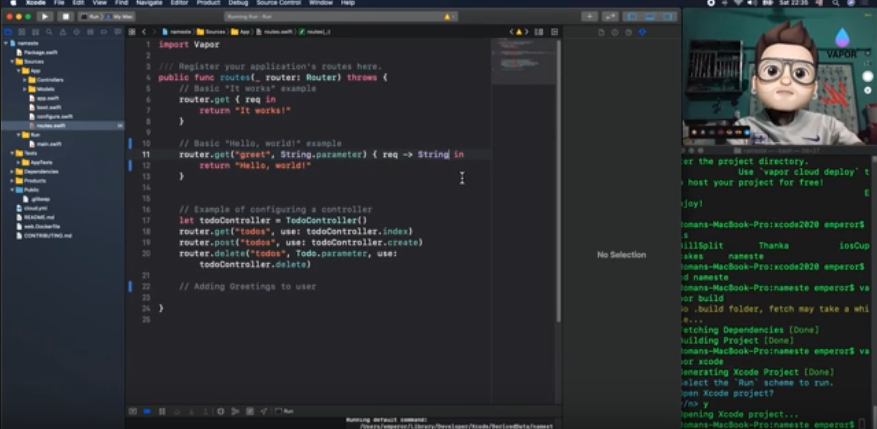 Xcode File Edit View Find Navigate Editor Product Debug Source Control Window Help
Sat 22:35
Run My Mac
Running Run : Run
nameste Sources App routes.swift routes(_:)
nameste
Package.swift
Sources
App
Controllers
Models
app.swift
boot.swift
configure.swift
routes.swift M
Run
main.swift
Tests
AppTests
Dependencies
Products
Public
.gitkeep
cloud.yml
README.md
web.Dockerfile
CONTRIBUTING.md
1 import Vapor
2
3 /// Register your application's routes here.
4 public func routes(_ router: Router) throws {
5 // Basic "It works" example
6 router.get { req in
7 return "It works!"
8 }
9
10 // Basic "Hello, world!" example
11 router.get("greet", String.parameter) { req -> String in
12 return "Hello, world!"
13 }
14
15
16 // Example of configuring a controller
17 let todoController = TodoController()
18 router.get("todos", use: todoController.index)
19 router.post("todos", use: todoController.create)
20 router.delete("todos", Todo.parameter, use:
todoController.delete)
21
22 // Adding Greetings to user
23
24 }
25
No Selection
Run
Running default command:
VAPOR
er the project directory.
Use `vapor cloud deploy` t
host your project for free!
E
njoy!
omans-MacBook-Pro:xcode2020 emperor$
s
illSplit Thanka iosCup
akes nameste
omans-MacBook-Pro:xcode2020 emperor$
d nameste
omans-MacBook-Pro:nameste emperor$ va
or build
o .build folder, fetch may take a whi
e...
etching Dependencies [Done]
uilding Project [Done]
omans-MacBook-Pro:nameste emperor$ va
or xcode
enerating Xcode Project [Done]
elect the `Run` scheme to run.
pen Xcode project?
/n> y
pening Xcode project...
omans-MacBook-Pro:nameste emperor$